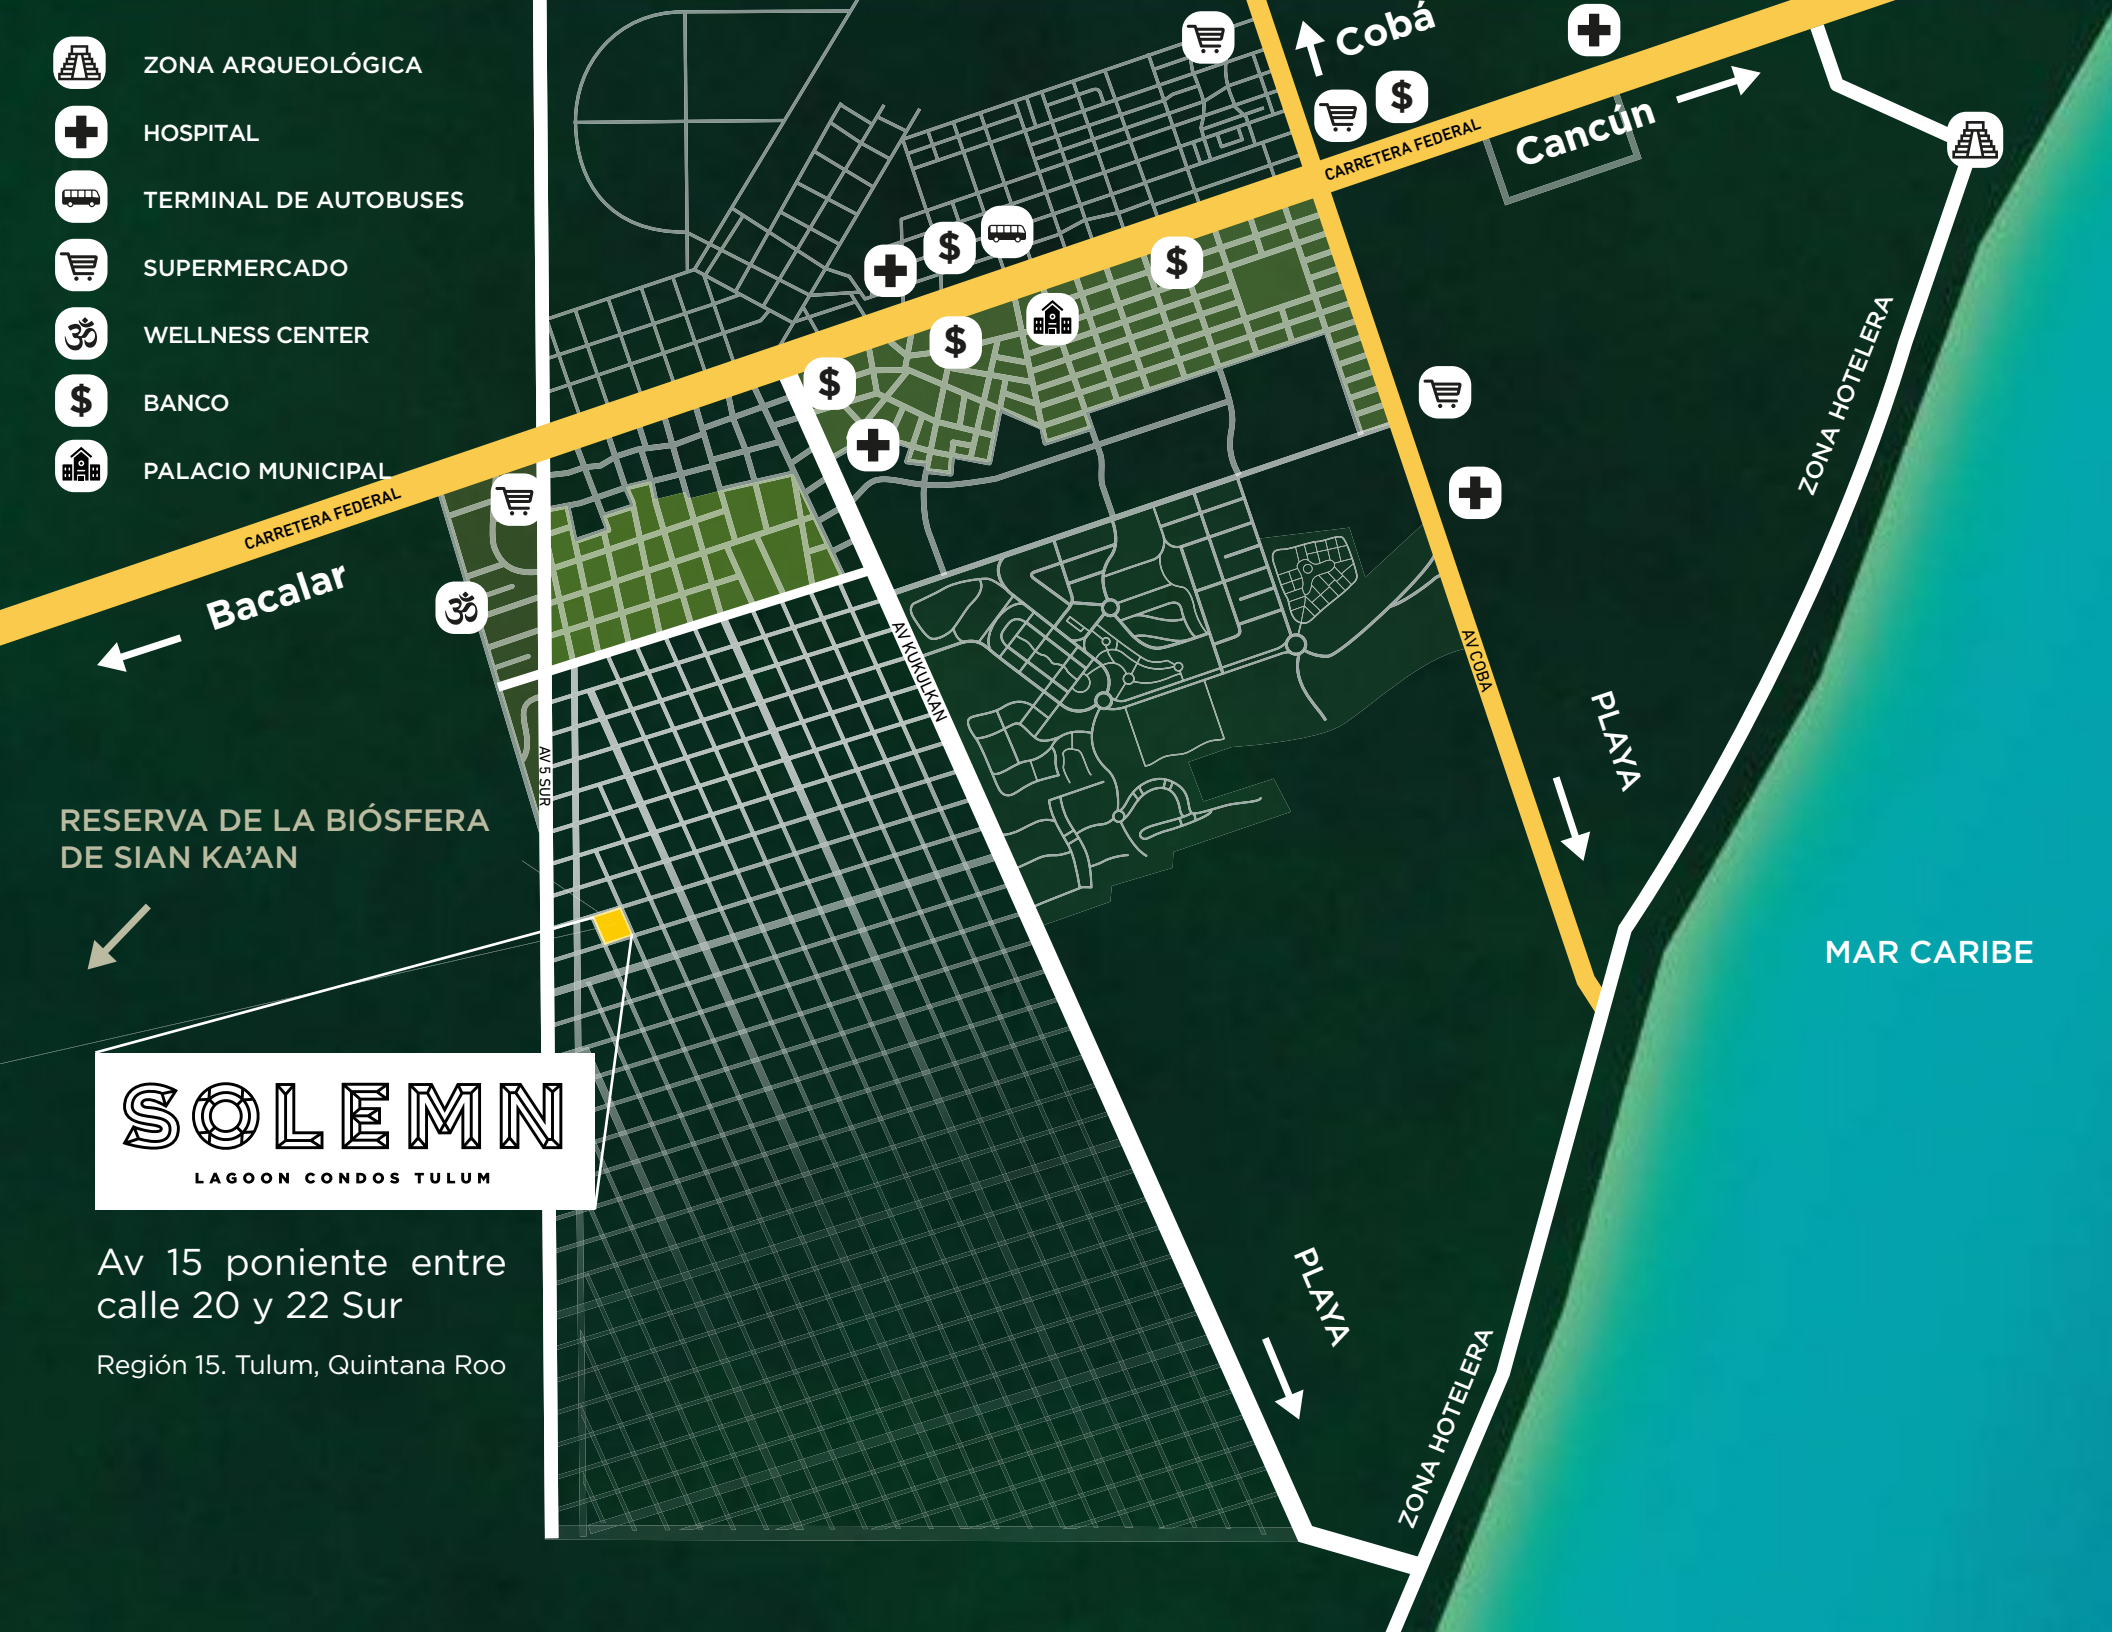 ZONA ARQUEOLÓGICA
HOSPITAL
TERMINAL DE AUTOBUSES
SUPERMERCADO
WELLNESS CENTER
BANCO
PALACIO MUNICIPAL
Cobá
Cancún
CARRETERA FEDERAL
CARRETERA FEDERAL
Bacalar
ZONA HOTELERA
AV KUKULKAN
AV COBA
PLAYA
AV 5 SUR
RESERVA DE LA BIÓSFERA
DE SIAN KA’AN
MAR CARIBE
SOLEMN
LAGOON CONDOS TULUM
Av 15 poniente entre
calle 20 y 22 Sur
Región 15. Tulum, Quintana Roo
PLAYA
ZONA HOTELERA